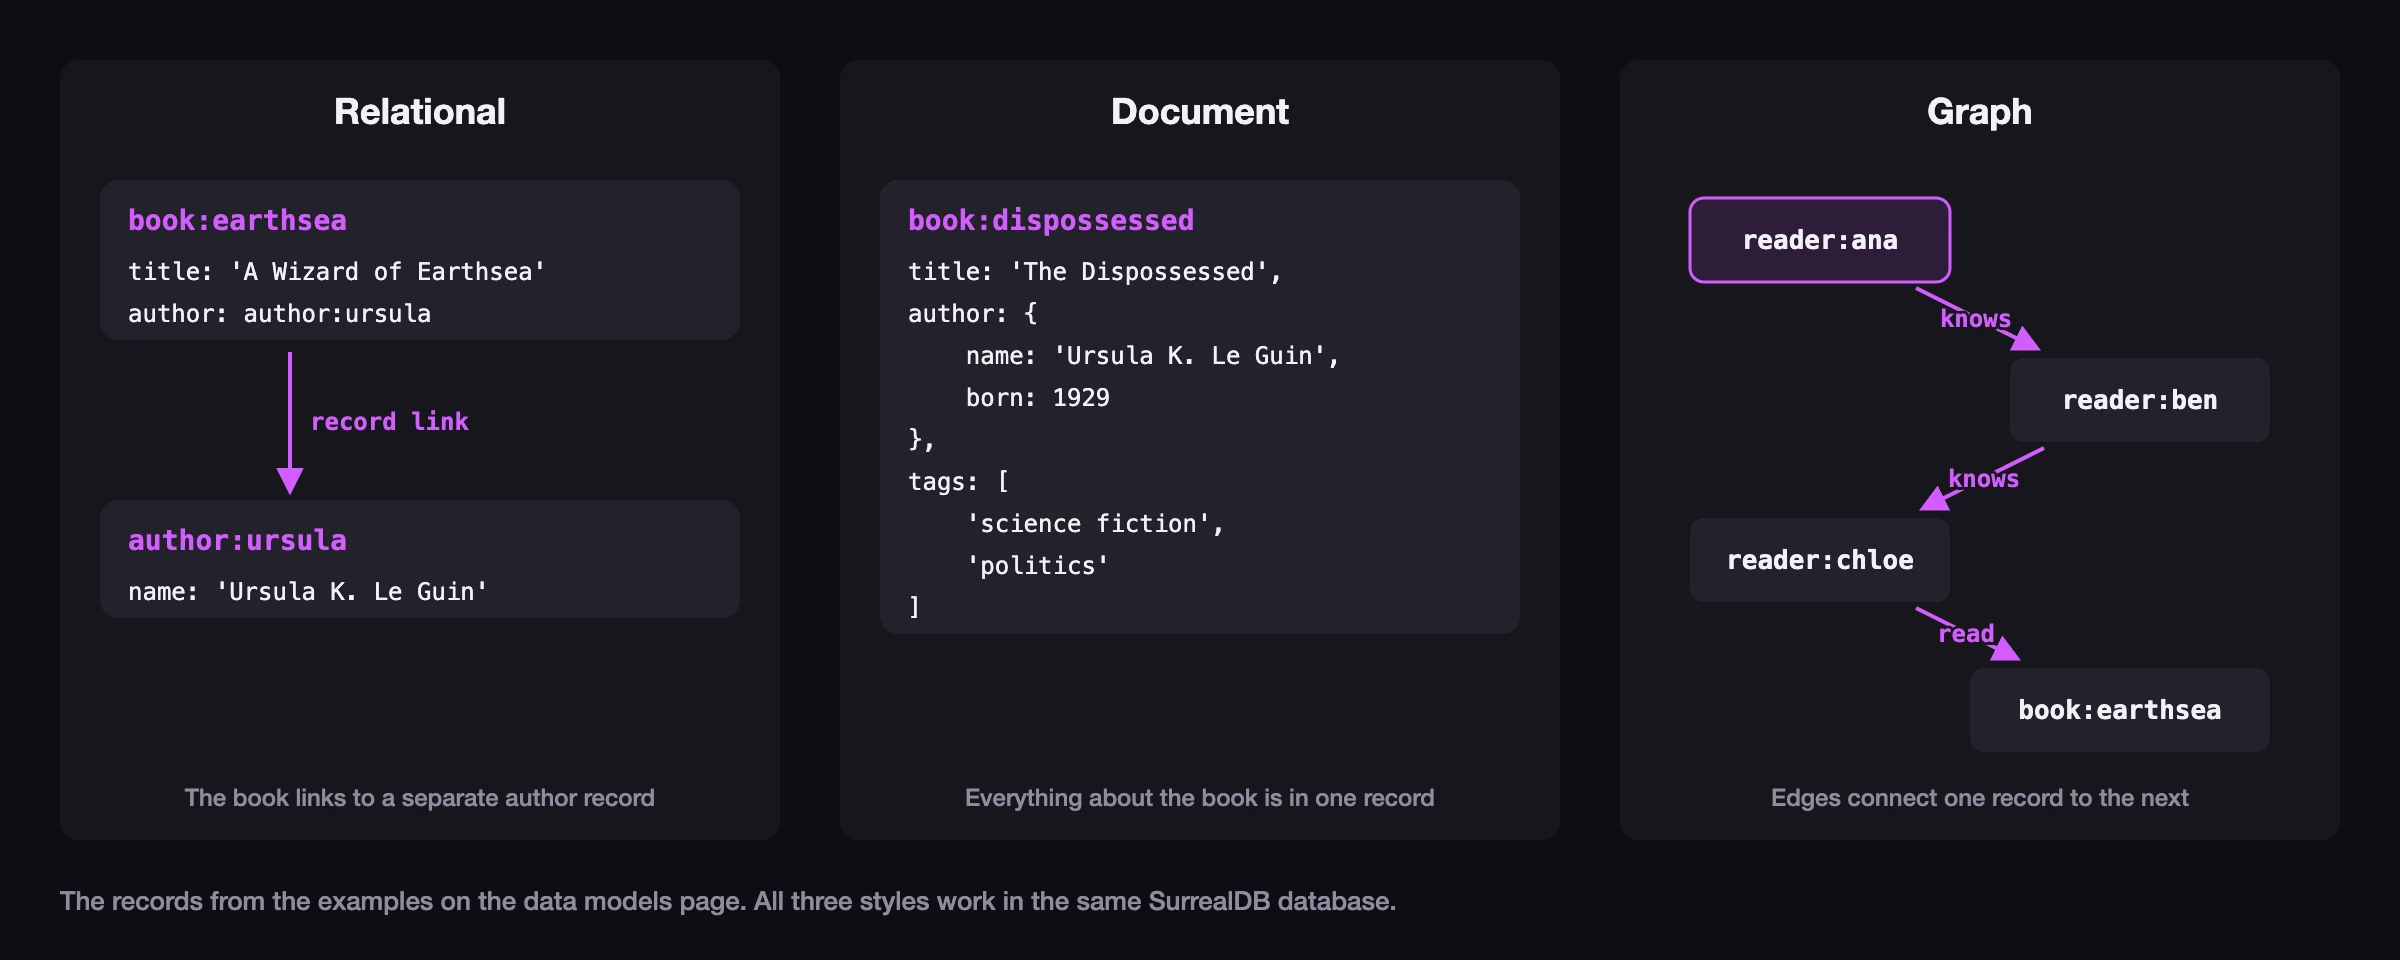 Relational
book:earthsea
title: 'A Wizard of Earthsea'
author: author:ursula
record link
author:ursula
name: 'Ursula K. Le Guin'
The book links to a separate author record
Document
book:dispossessed
title: 'The Dispossessed',
author: {
    name: 'Ursula K. Le Guin',
    born: 1929
},
tags: [
    'science fiction',
    'politics'
]
Everything about the book is in one record
Graph
reader:ana
knows
reader:ben
knows
reader:chloe
read
book:earthsea
Edges connect one record to the next
The records from the examples on the data models page. All three styles work in the same SurrealDB database.